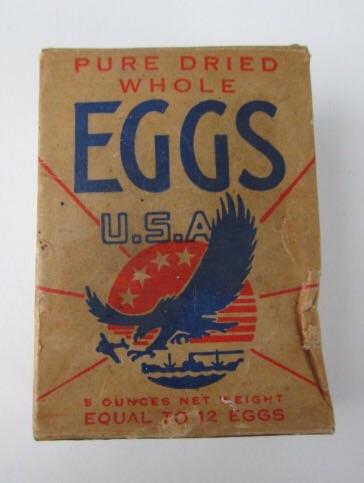 PURE DRIED
WHOLE
EGGS
U.S.A
5 OUNCES NET WEIGHT
EQUAL TO 12 EGGS